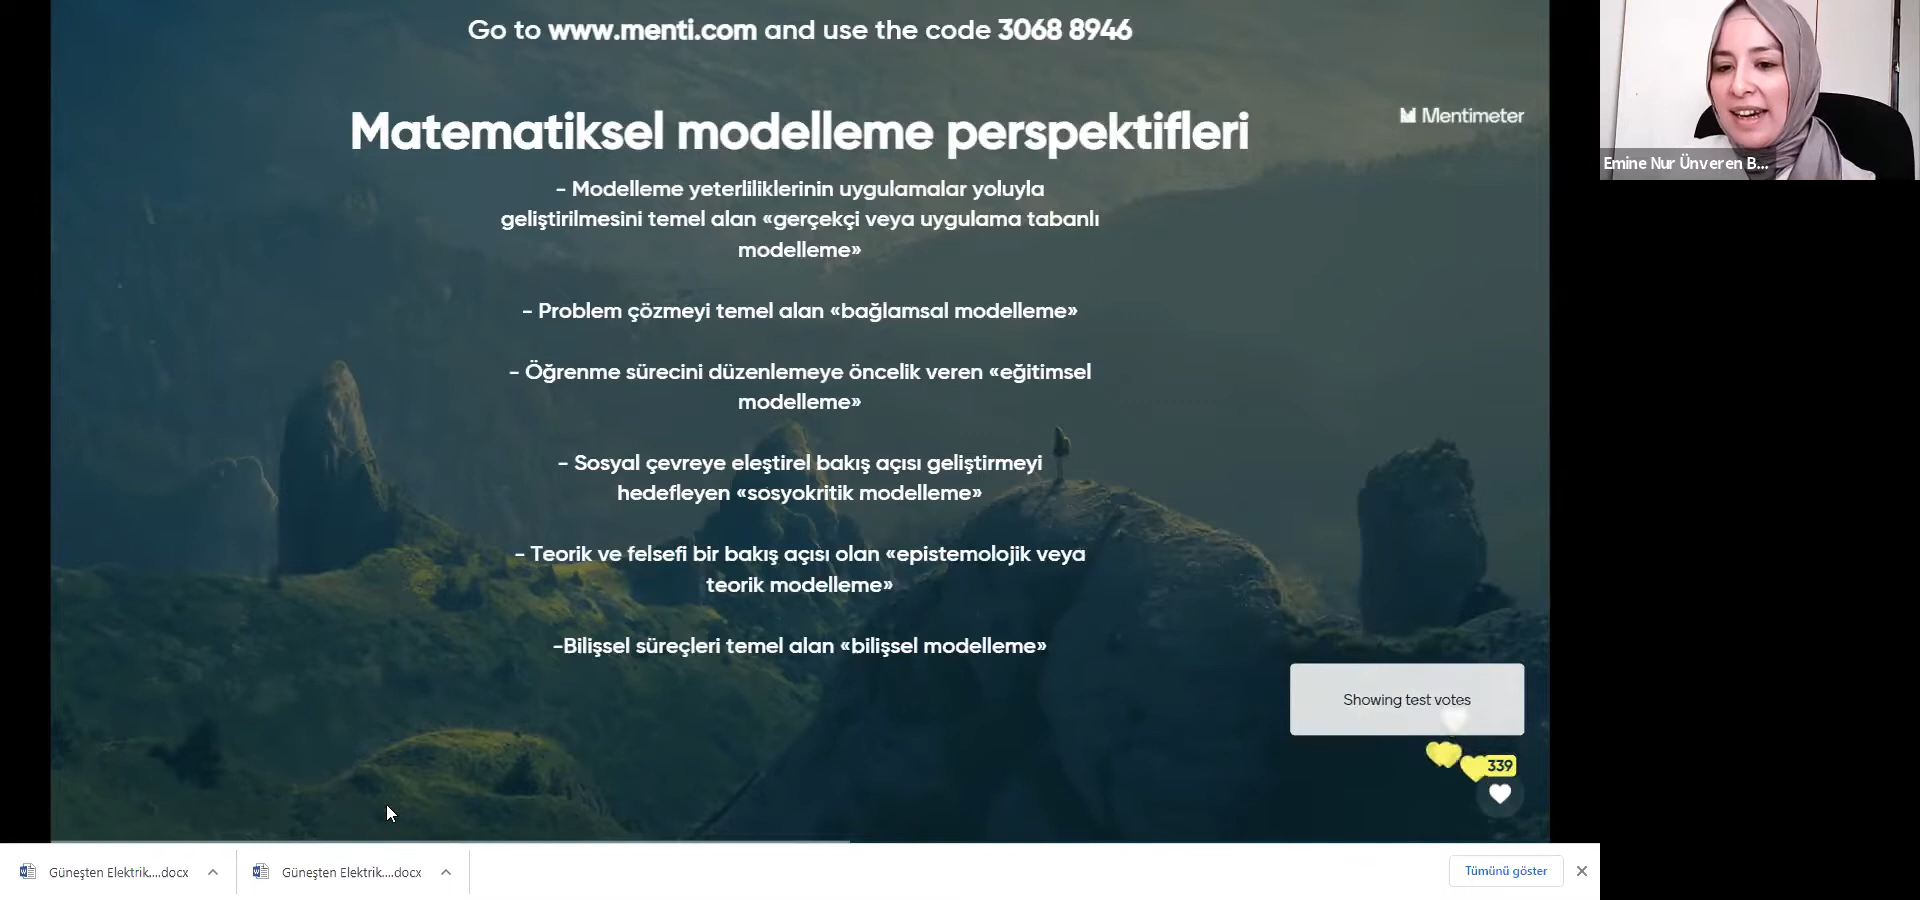 Go to www.menti.com and use the code 3068 8946
Matematiksel modelleme perspektifleri
Mentimeter
- Modelleme yeterliliklerinin uygulamalar yoluyla
geliştirilmesini temel alan «gerçekçi veya uygulama tabanlı
modelleme»
- Problem çözmeyi temel alan «bağlamsal modelleme»
- Öğrenme sürecini düzenlemeye öncelik veren «eğitimsel
modelleme»
- Sosyal çevreye eleştirel bakış açısı geliştirmeyi
hedefleyen «sosyokritik modelleme»
- Teorik ve felsefi bir bakış açısı olan «epistemolojik veya
teorik modelleme»
-Bilişsel süreçleri temel alan «bilişsel modelleme»
Showing test votes
339
Emine Nur Ünveren B...
Güneşten Elektrik....docx
Güneşten Elektrik....docx
Tümünü göster